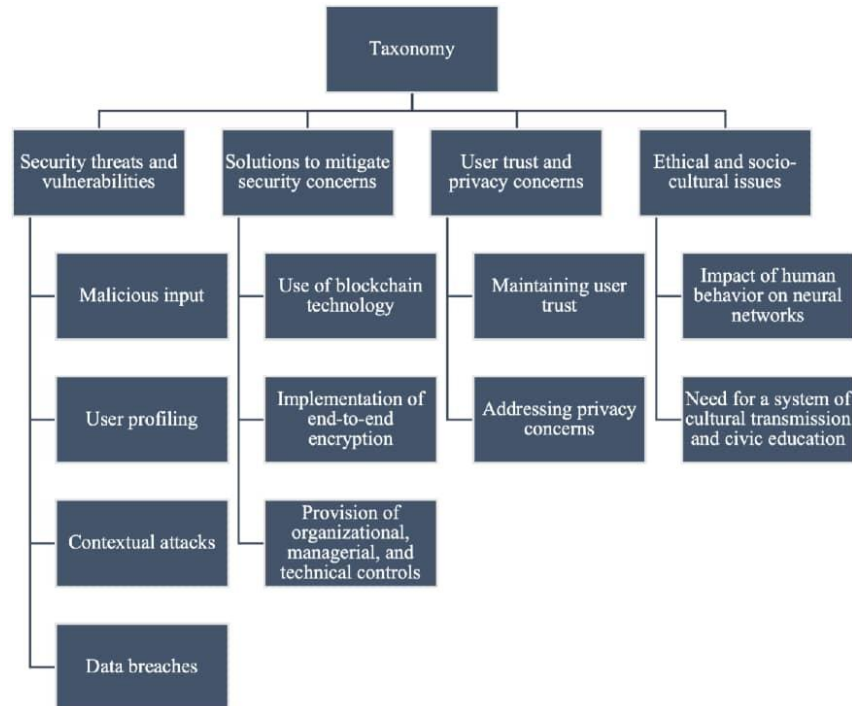 Taxonomy
Security threats and
vulnerabilities
Solutions to mitigate
security concerns
User trust and
privacy concerns
Ethical and socio-
cultural issues
Malicious input
Use of blockchain
technology
Maintaining user
trust
Impact of human
behavior on neural
networks
User profiling
Implementation of
end-to-end
encryption
Addressing privacy
concerns
Need for a system of
cultural transmission
and civic education
Contextual attacks
Provision of
organizational,
managerial, and
technical controls
Data breaches